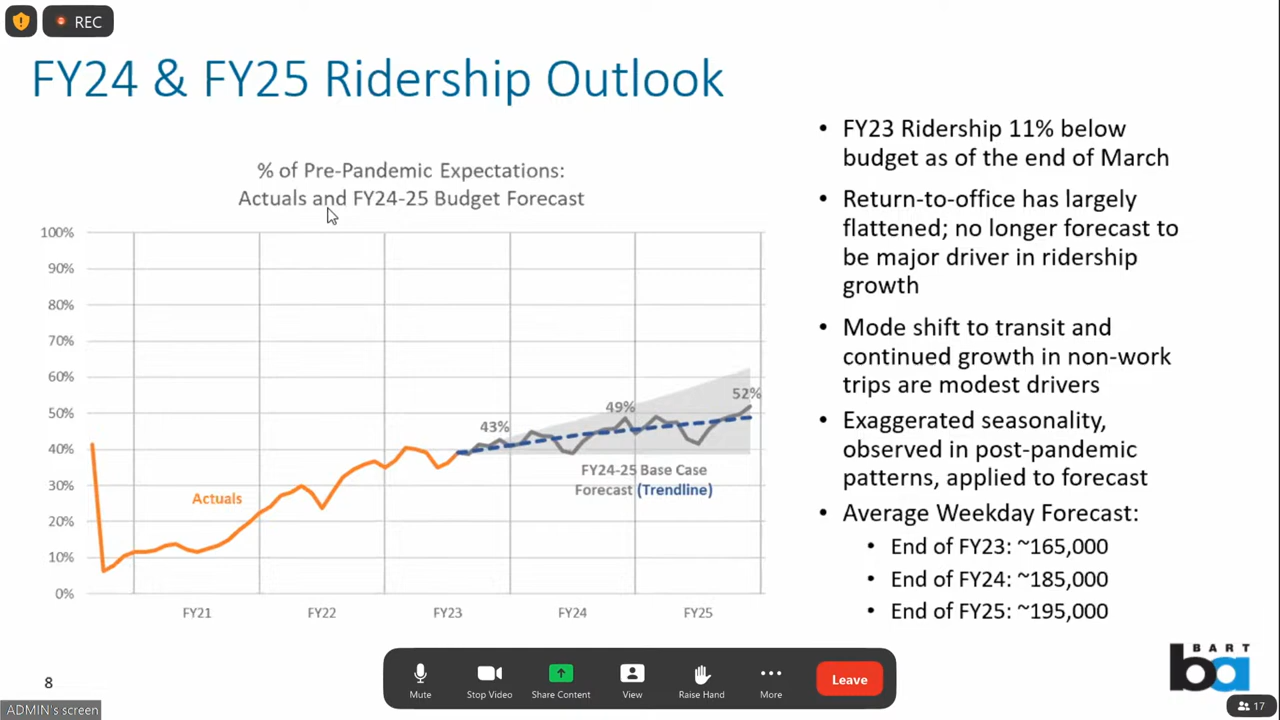 REC
FY24 & FY25 Ridership Outlook
% of Pre-Pandemic Expectations:
Actuals and FY24-25 Budget Forecast
100%
90%
80%
70%
60%
50%
40%
30%
20%
10%
0%
Actuals
43%
49%
52%
FY24-25 Base Case
Forecast (Trendline)
FY21
FY22
FY23
FY24
FY25
• FY23 Ridership 11% below
budget as of the end of March
• Return-to-office has largely
flattened; no longer forecast to
be major driver in ridership
growth
• Mode shift to transit and
continued growth in non-work
trips are modest drivers
• Exaggerated seasonality,
observed in post-pandemic
patterns, applied to forecast
• Average Weekday Forecast:
• End of FY23: ~165,000
• End of FY24: ~185,000
• End of FY25: ~195,000
BART
ba
8
Mute
Stop Video
Share Content
View
Raise Hand
More
Leave
ADMIN's screen
17